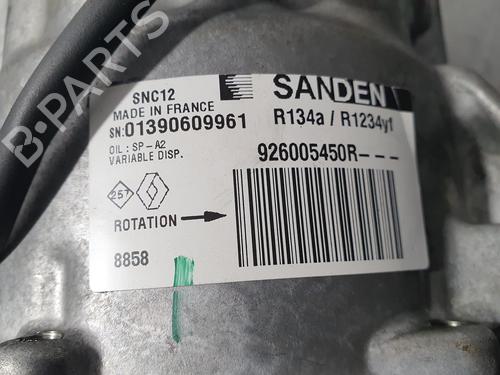 B-PARTS
SNC12
MADE IN FRANCE
SN:01390609961
OIL: SP-A2
VARIABLE DISP.
257
ROTATION
8858
SANDEN
R134a / R1234yf
926005450R---